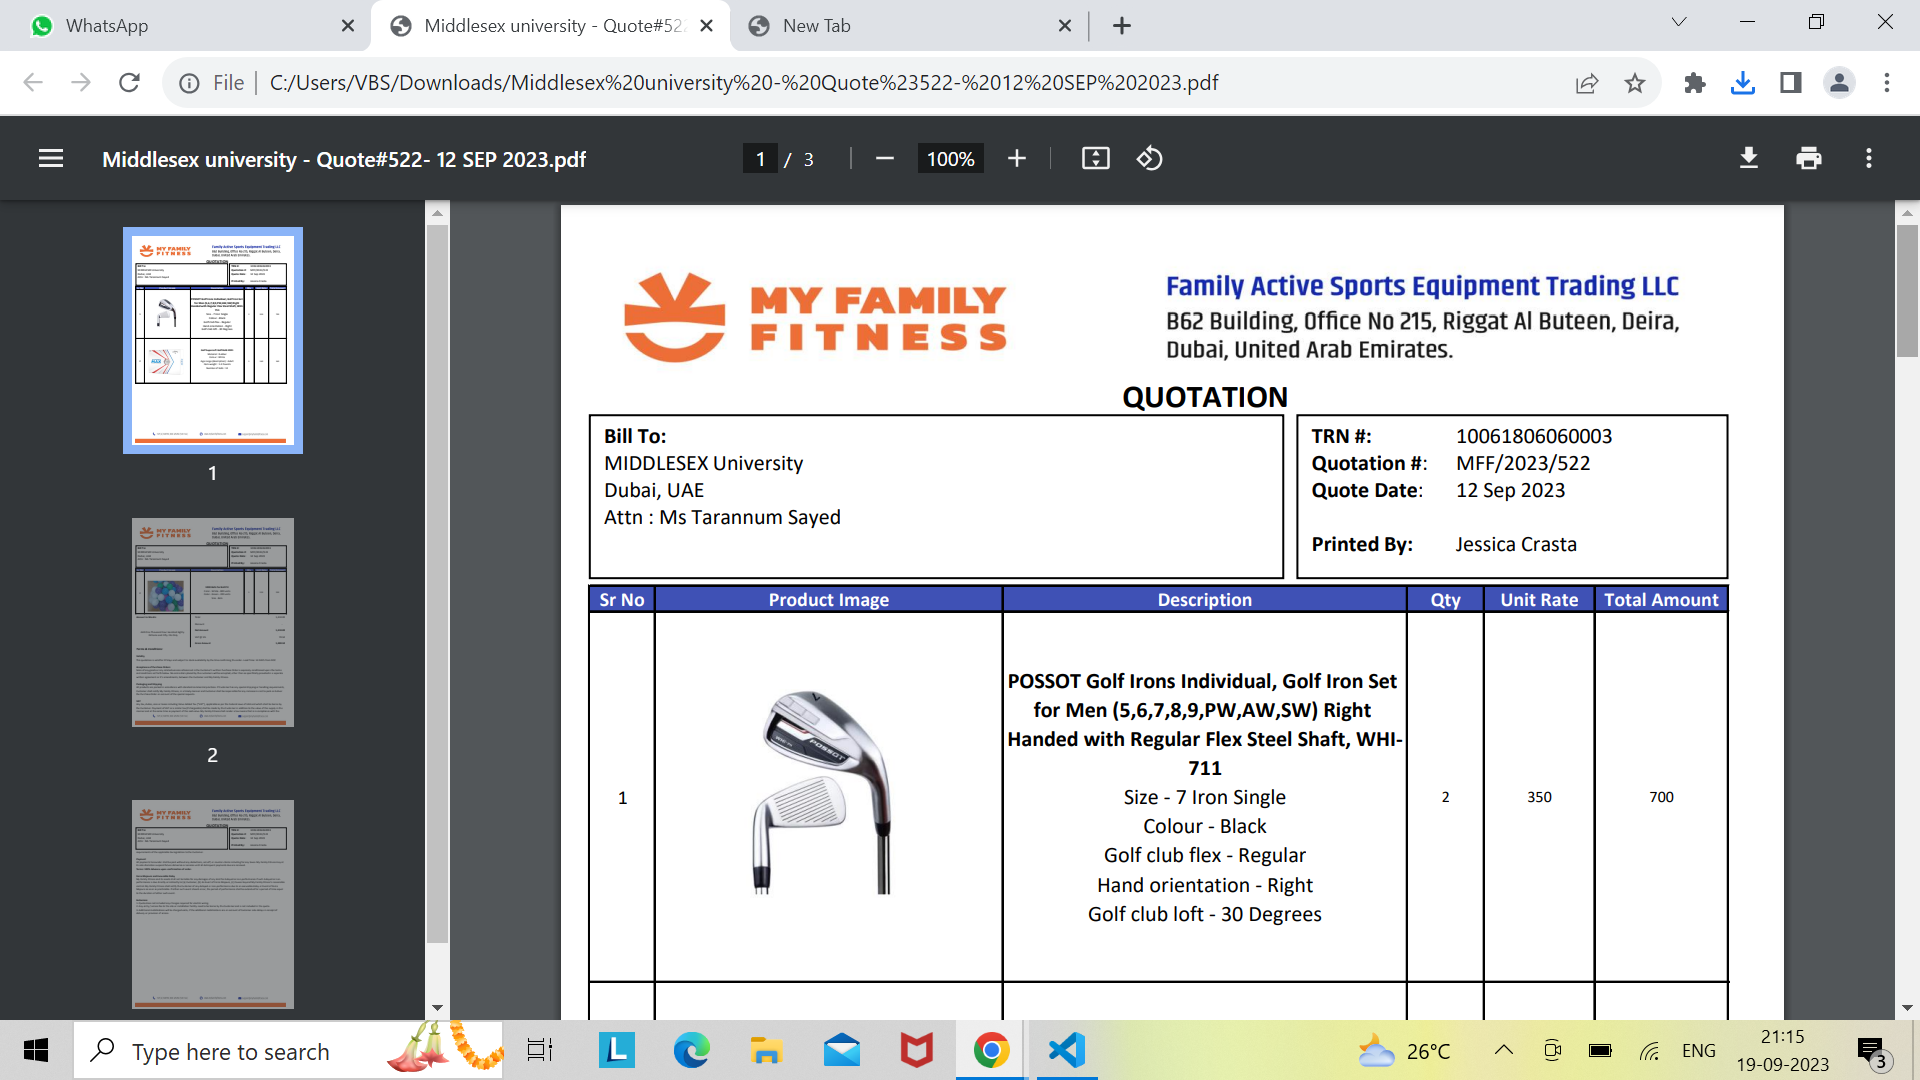 WhatsApp
Middlesex university - Quote#522
New Tab
File
C:/Users/VBS/Downloads/Middlesex%20university%20-%20Quote%23522-%2012%20SEP%202023.pdf
Middlesex university - Quote#522- 12 SEP 2023.pdf
1 / 3
100%
1
2
MY FAMILY
FITNESS
Family Active Sports Equipment Trading LLC
B62 Building, Office No 215, Riggat Al Buteen, Deira,
Dubai, United Arab Emirates.
QUOTATION
Bill To:
MIDDLESEX University
Dubai, UAE
Attn : Ms Tarannum Sayed
TRN #: 10061806060003
Quotation #: MFF/2023/522
Quote Date: 12 Sep 2023
Printed By: Jessica Crasta
Sr No Product Image Description Qty Unit Rate Total Amount
1
POSSOT
POSSOT Golf Irons Individual, Golf Iron Set
for Men (5,6,7,8,9,PW,AW,SW) Right
Handed with Regular Flex Steel Shaft, WHI-
711
Size - 7 Iron Single
Colour - Black
Golf club flex - Regular
Hand orientation - Right
Golf club loft - 30 Degrees
2 350 700
Type here to search
L
26°C
ENG
21:15
19-09-2023
3